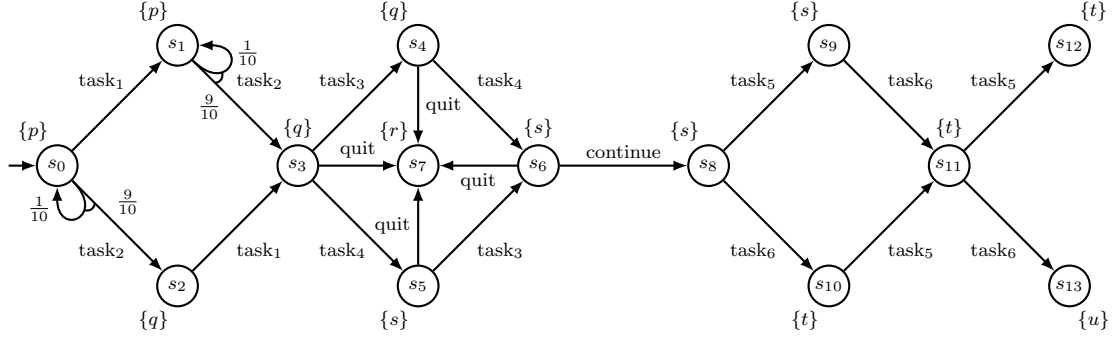 {p} {q} {s} {t}
s₁ 1/10 s₄ s₉ s₁₂
task₁ task₂ task₃ task₄ task₅ task₆ task₅
9/10 quit
{p} {q} {r} {s} {s} {t}
s₀ s₃ quit s₇ quit s₆ continue s₈ s₁₁
1/10 9/10 quit
task₂ task₁ task₄ task₃ task₆ task₅ task₆
s₂ s₅ s₁₀ s₁₃
{q} {s} {t} {u}